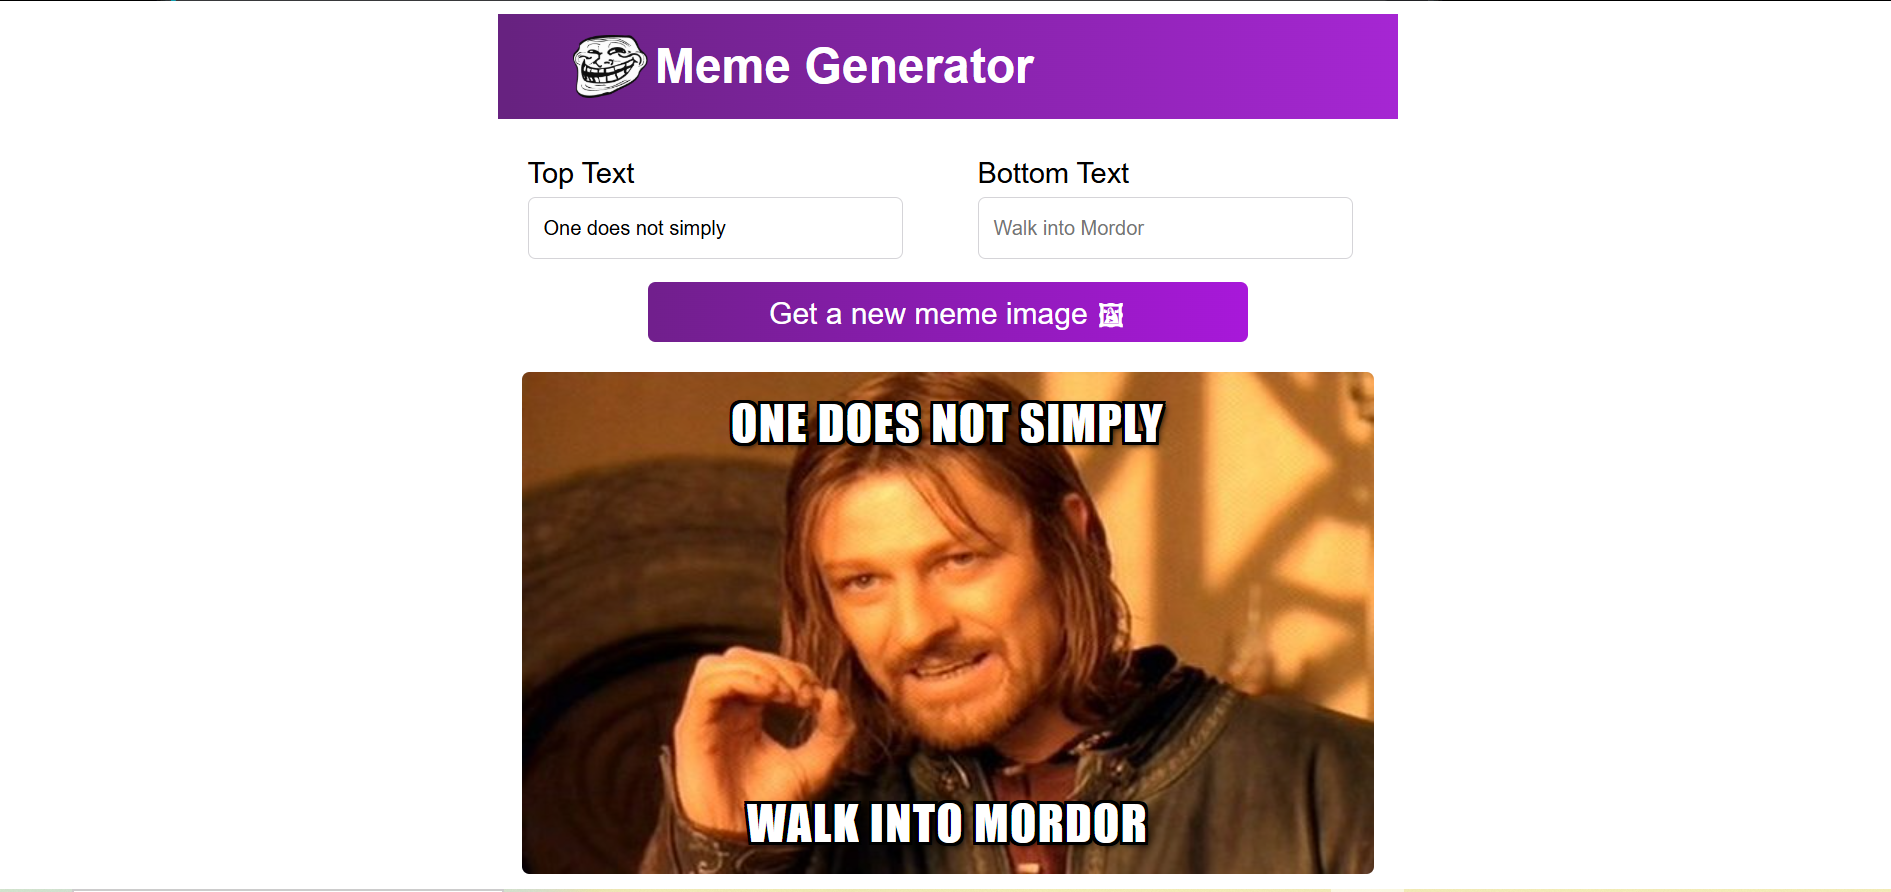 Meme Generator
Top Text
Bottom Text
One does not simply
Walk into Mordor
Get a new meme image
ONE DOES NOT SIMPLY
WALK INTO MORDOR